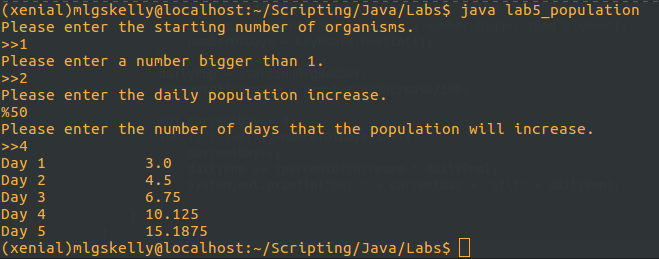 (xenial)mlgskelly@localhost:~/Scripting/Java/Labs$ java lab5_population
Please enter the starting number of organisms.
>>1
Please enter a number bigger than 1.
>>2
Please enter the daily population increase.
%50
Please enter the number of days that the population will increase.
>>4
Day 1 3.0
Day 2 4.5
Day 3 6.75
Day 4 10.125
Day 5 15.1875
(xenial)mlgskelly@localhost:~/Scripting/Java/Labs$